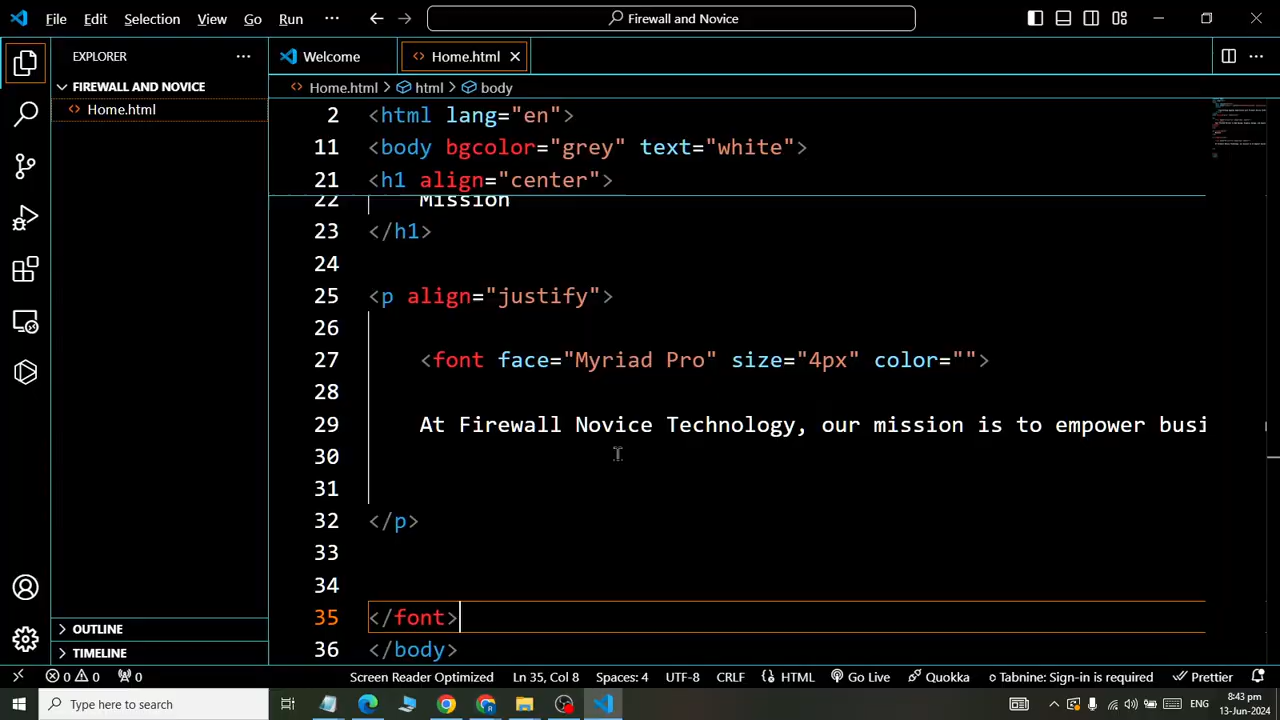 File Edit Selection View Go Run ··· Firewall and Novice
EXPLORER ···
Welcome
Home.html
FIREWALL AND NOVICE
Home.html > html > body
Home.html
2 <html lang="en">
11 <body bgcolor="grey" text="white">
21 <h1 align="center">
22 Mission
23 </h1>
24
25 <p align="justify">
26
27 <font face="Myriad Pro" size="4px" color="">
28
29 At Firewall Novice Technology, our mission is to empower busi
30
31
32 </p>
33
34
35 </font>
36 </body>
OUTLINE
TIMELINE
0 0 0 Screen Reader Optimized Ln 35, Col 8 Spaces: 4 UTF-8 CRLF {} HTML Go Live Quokka Tabnine: Sign-in is required Prettier
Type here to search
ENG
8:43 pm
13-Jun-2024